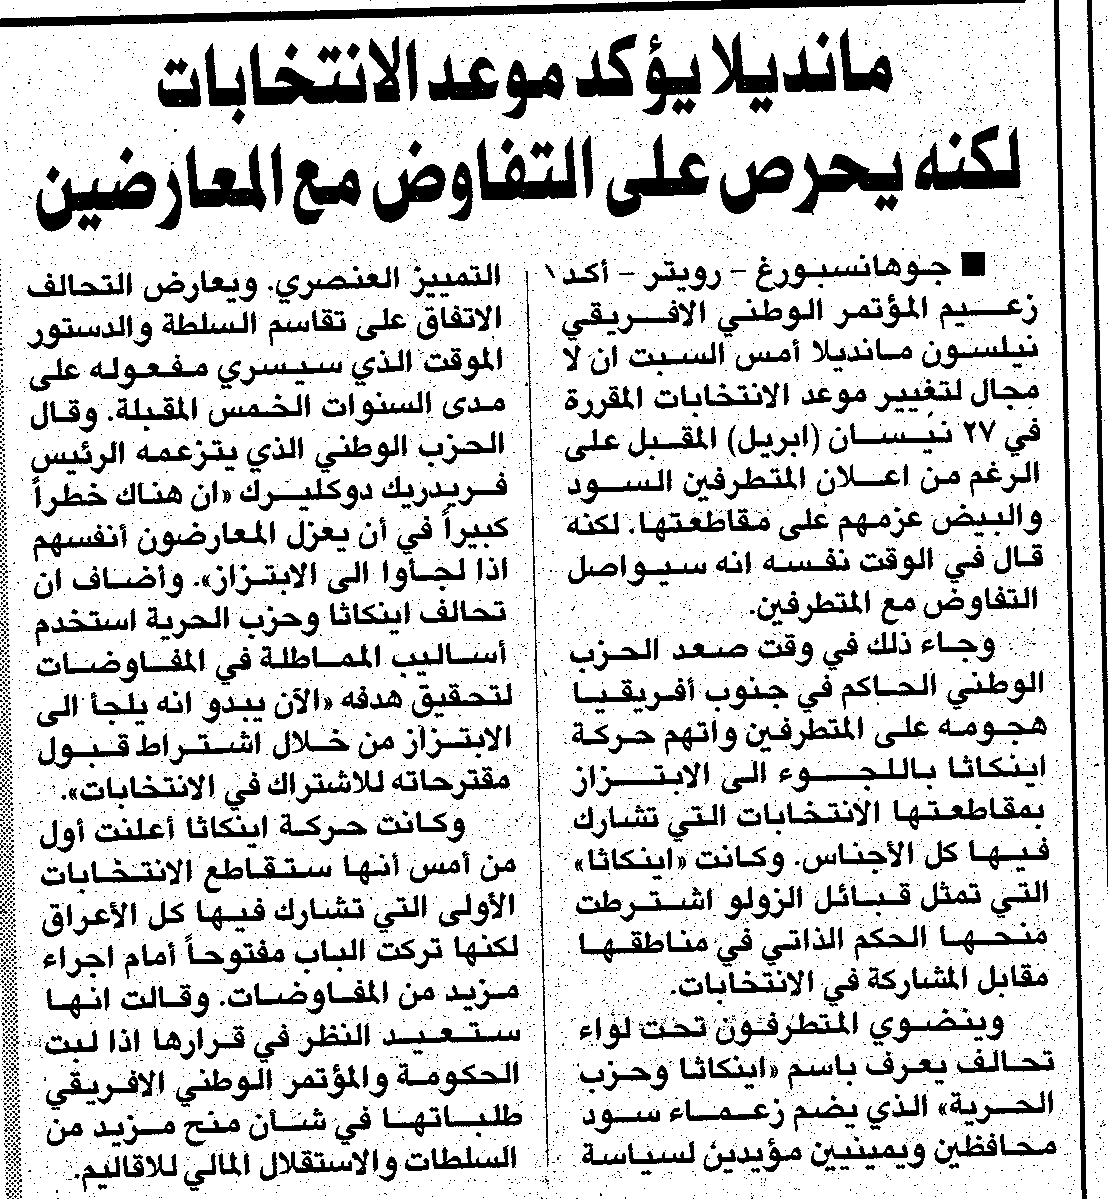 مانديلا يؤكد موعد الانتخابات
لكنه يحرص على التفاوض مع المعارضين
■ جوهانسبورغ - رويتر - أكد
زعيم المؤتمر الوطني الافريقي
نيلسون مانديلا أمس السبت ان لا
مجال لتغيير موعد الانتخابات المقررة
في ٢٧ نيسان (ابريل) المقبل على
الرغم من اعلان المتطرفين السود
والبيض عزمهم على مقاطعتها. لكنه
قال في الوقت نفسه انه سيواصل
التفاوض مع المتطرفين.
وجاء ذلك في وقت صعد الحزب
الوطني الحاكم في جنوب أفريقيا
هجومه على المتطرفين واتهم حركة
اينكاثا باللجوء الى الابتزاز
بمقاطعتها الانتخابات التي تشارك
فيها كل الأجناس. وكانت «اينكاثا»
التي تمثل قبائل الزولو اشترطت
منحها الحكم الذاتي في مناطقها
مقابل المشاركة في الانتخابات.
وينضوي المتطرفون تحت لواء
تحالف يعرف باسم «اينكاثا وحزب
الحرية» الذي يضم زعماء سود
محافظين ويمينيين مؤيدين لسياسة
التمييز العنصري. ويعارض التحالف
الاتفاق على تقاسم السلطة والدستور
الموقت الذي سيسري مفعوله على
مدى السنوات الخمس المقبلة. وقال
الحزب الوطني الذي يتزعمه الرئيس
فريدريك دوكليرك «ان هناك خطراً
كبيراً في أن يعزل المعارضون أنفسهم
اذا لجأوا الى الابتزاز». وأضاف ان
تحالف اينكاثا وحزب الحرية استخدم
أساليب المماطلة في المفاوضات
لتحقيق هدفه «الآن يبدو انه يلجأ الى
الابتزاز من خلال اشتراط قبول
مقترحاته للاشتراك في الانتخابات».
وكانت حركة اينكاثا أعلنت أول
من أمس أنها ستقاطع الانتخابات
الأولى التي تشارك فيها كل الأعراق
لكنها تركت الباب مفتوحاً أمام اجراء
مزيد من المفاوضات. وقالت انها
ستعيد النظر في قرارها اذا لبت
الحكومة والمؤتمر الوطني الافريقي
طلباتها في شأن منح مزيد من
السلطات والاستقلال المالي للاقاليم.